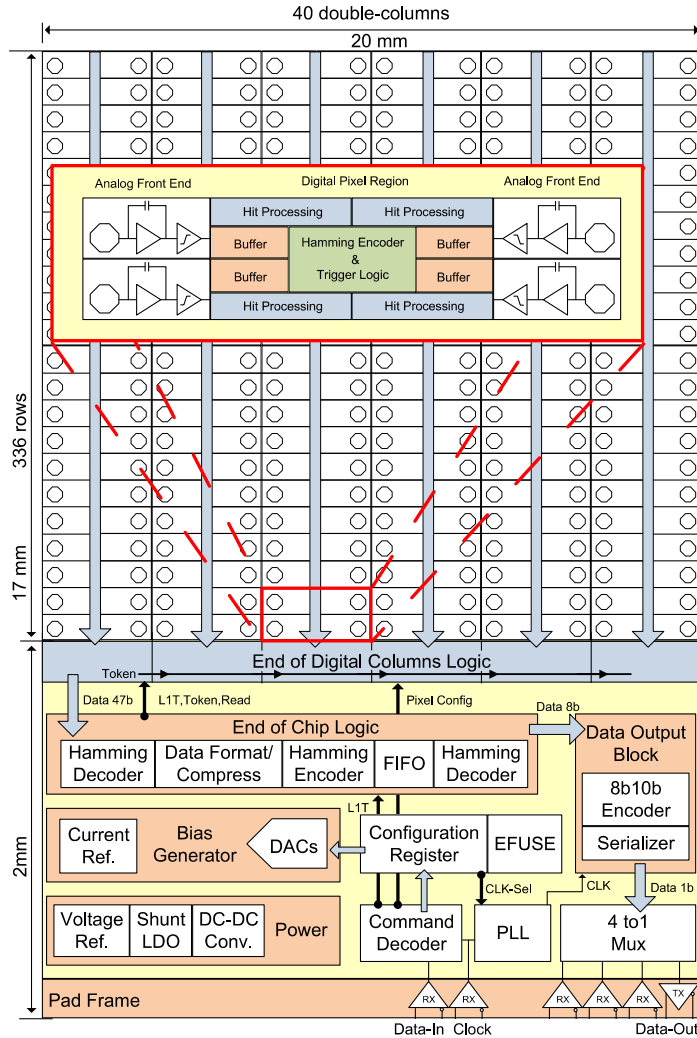 40 double-columns
20 mm
336 rows
17 mm
Analog Front End
Digital Pixel Region
Analog Front End
Hit Processing
Hit Processing
Buffer
Hamming Encoder
&
Trigger Logic
Buffer
Buffer
Buffer
Hit Processing
Hit Processing
2mm
End of Digital Columns Logic
Token
Data 47b
L1T,Token,Read
Pixel Config
Data 8b
End of Chip Logic
Hamming
Decoder
Data Format/
Compress
Hamming
Encoder
FIFO
Hamming
Decoder
Data Output
Block
8b10b
Encoder
Serializer
L1T
Current
Ref.
Bias
Generator
DACs
Configuration
Register
EFUSE
CLK-Sel
CLK
Data 1b
Voltage
Ref.
Shunt
LDO
DC-DC
Conv.
Power
Command
Decoder
PLL
4 to1
Mux
Pad Frame
RX
RX
RX
RX
RX
TX
Data-In
Clock
Data-Out